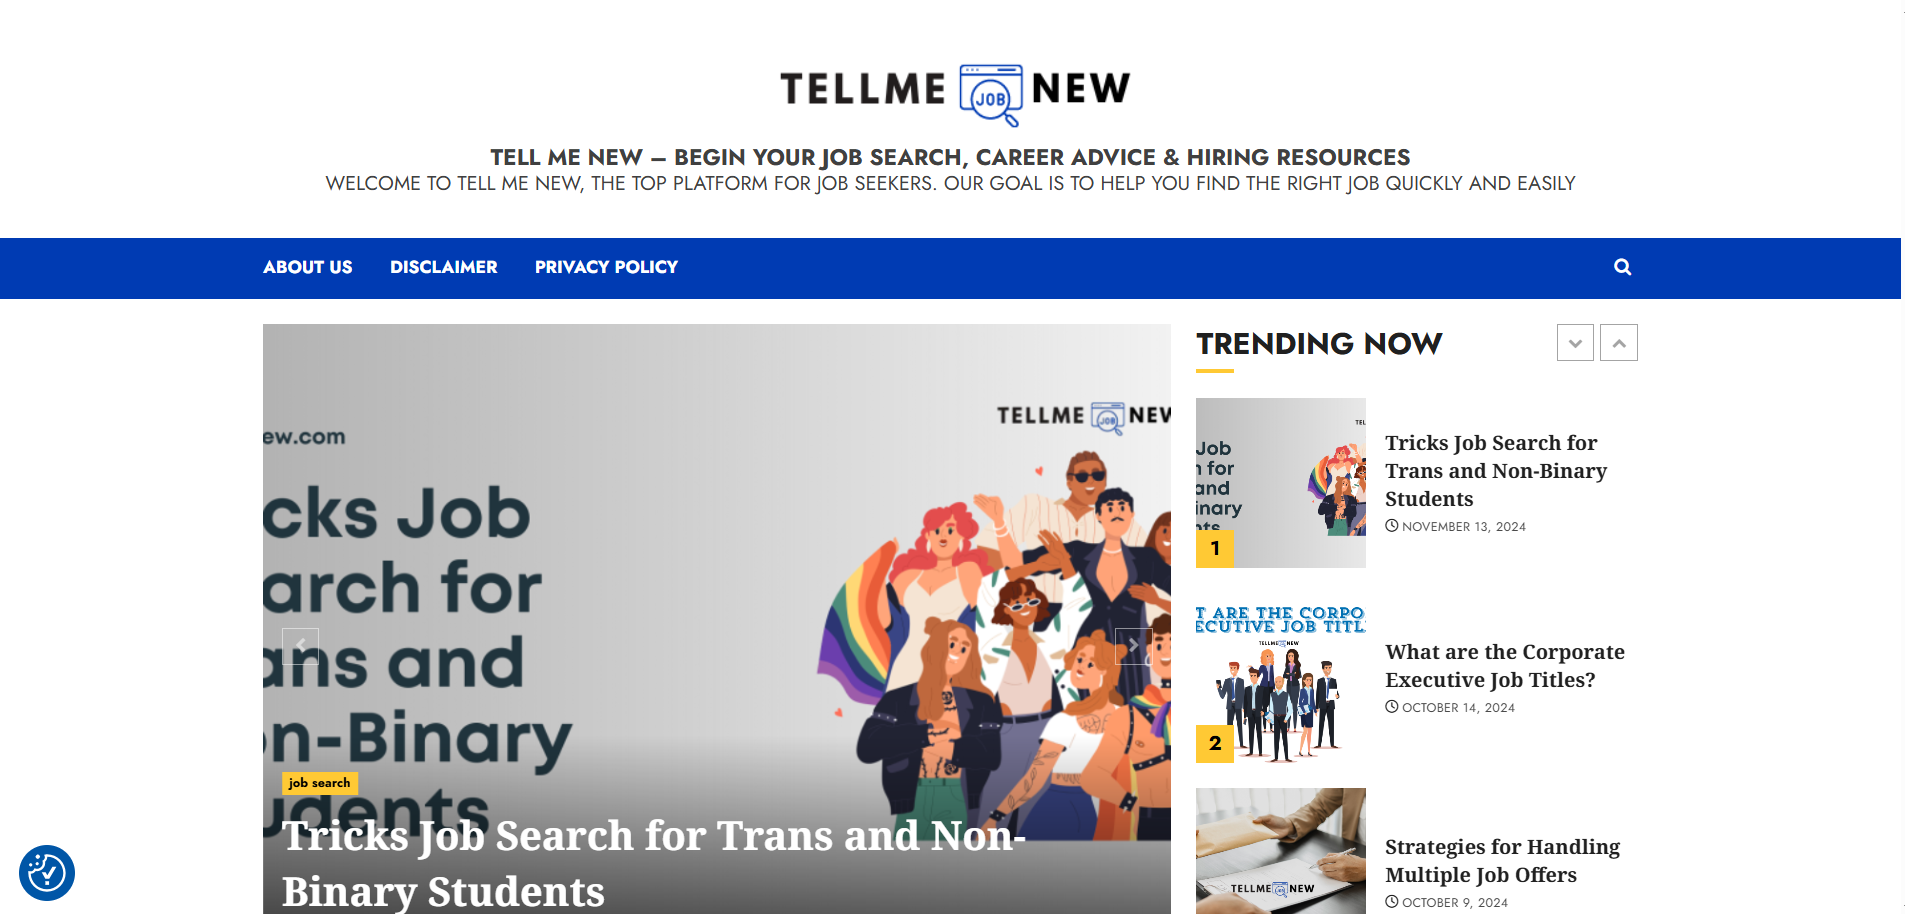 TELLME JOB NEW
TELL ME NEW – BEGIN YOUR JOB SEARCH, CAREER ADVICE & HIRING RESOURCES
WELCOME TO TELL ME NEW, THE TOP PLATFORM FOR JOB SEEKERS. OUR GOAL IS TO HELP YOU FIND THE RIGHT JOB QUICKLY AND EASILY
ABOUT US DISCLAIMER PRIVACY POLICY
ew.com
TELLME JOB NEW
cks Job
arch for
ans and
n-Binary
udents
job search
Tricks Job Search for Trans and Non-
Binary Students
TRENDING NOW
TEL
Job
n for
and
inary
nts
1
Tricks Job Search for
Trans and Non-Binary
Students
NOVEMBER 13, 2024
T ARE THE CORPO
ECUTIVE JOB TITL
TELLME NEW
2
What are the Corporate
Executive Job Titles?
OCTOBER 14, 2024
TELLME JOB NEW
Strategies for Handling
Multiple Job Offers
OCTOBER 9, 2024